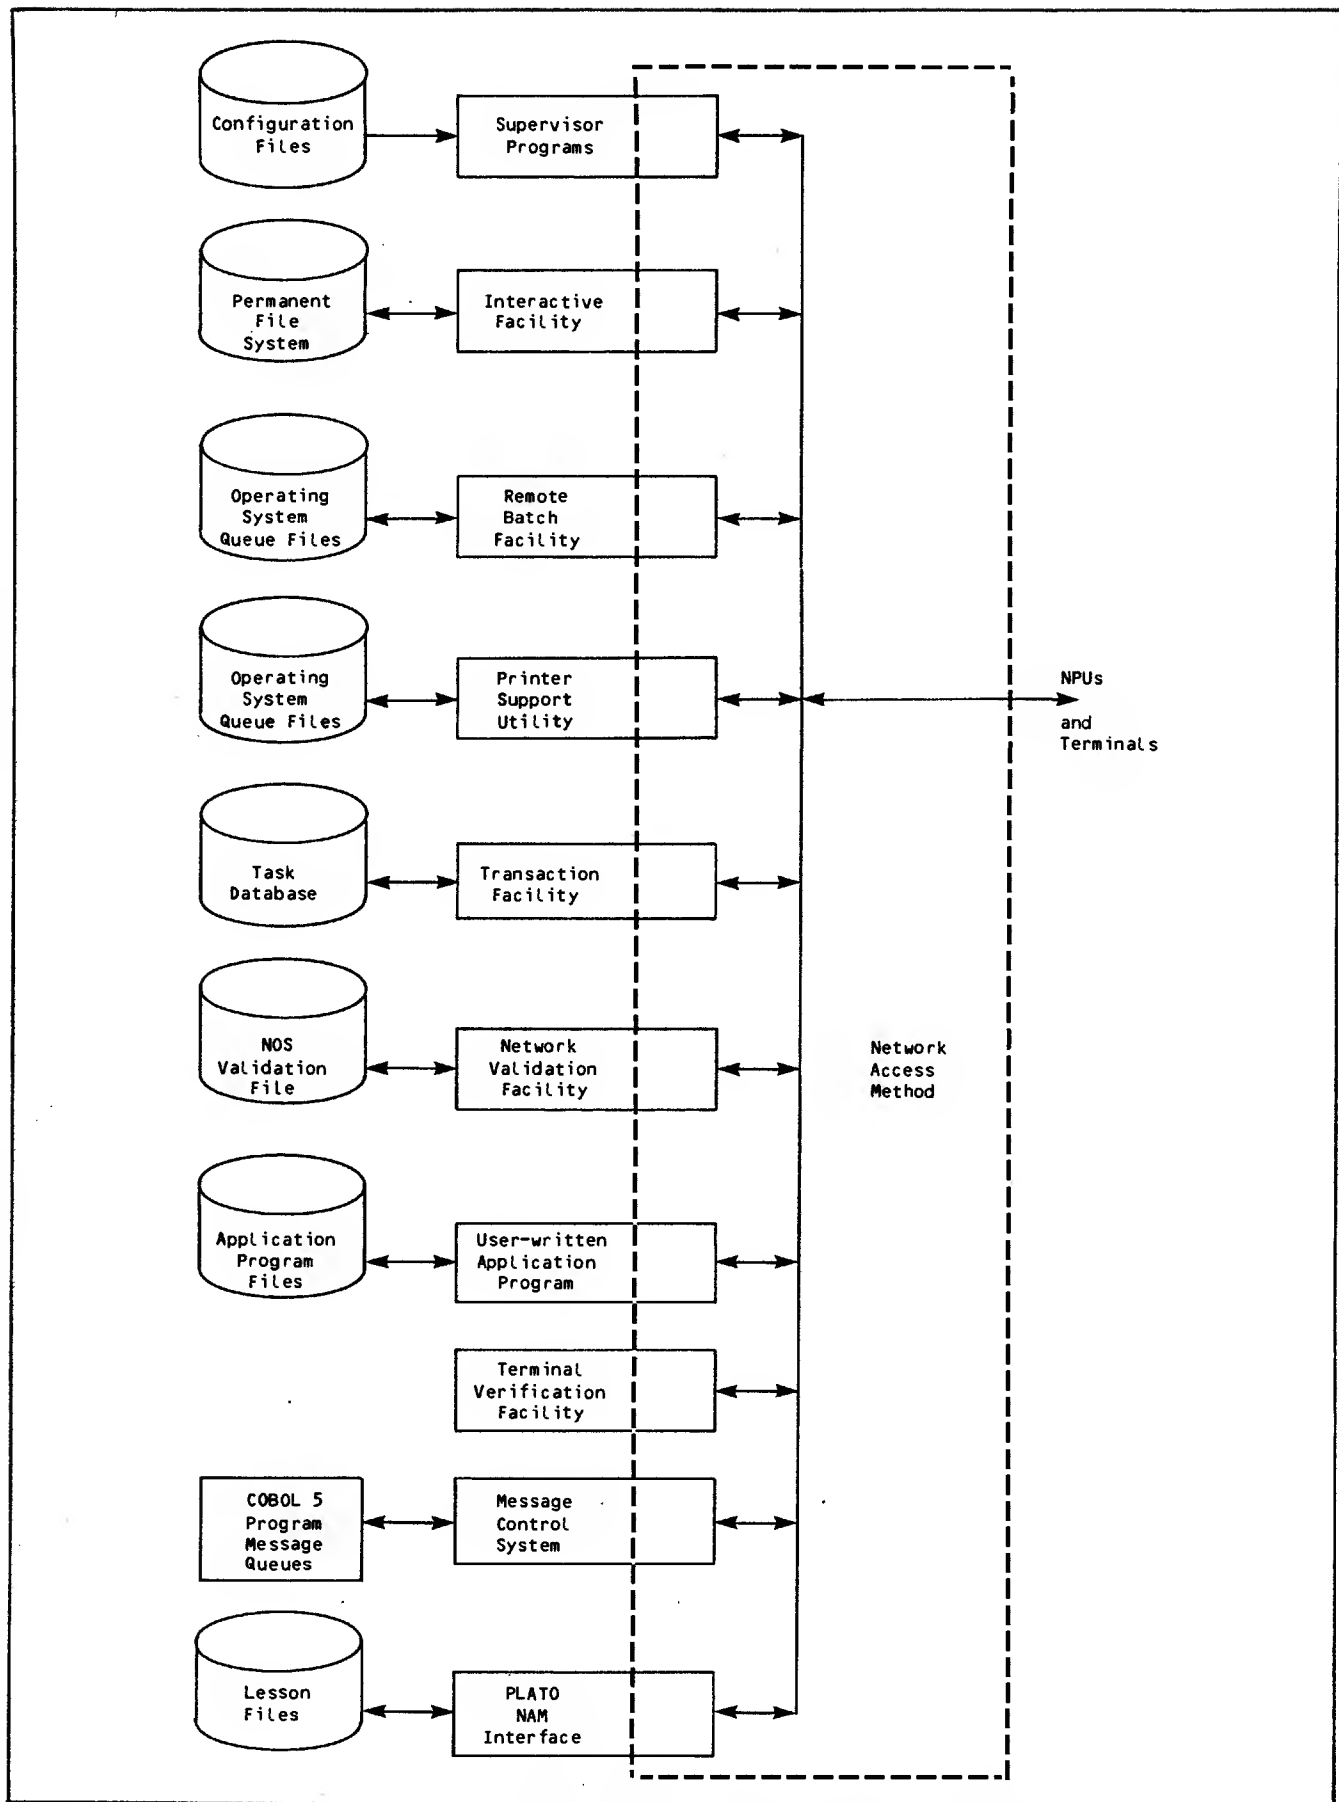 Configuration
Files
Supervisor
Programs
Permanent
File
System
Interactive
Facility
Operating
System
Queue Files
Remote
Batch
Facility
Operating
System
Queue Files
Printer
Support
Utility
NPUs
and
Terminals
Task
Database
Transaction
Facility
NOS
Validation
File
Network
Validation
Facility
Network
Access
Method
Application
Program
Files
User-written
Application
Program
Terminal
Verification
Facility
COBOL 5
Program
Message
Queues
Message
Control
System
Lesson
Files
PLATO
NAM
Interface